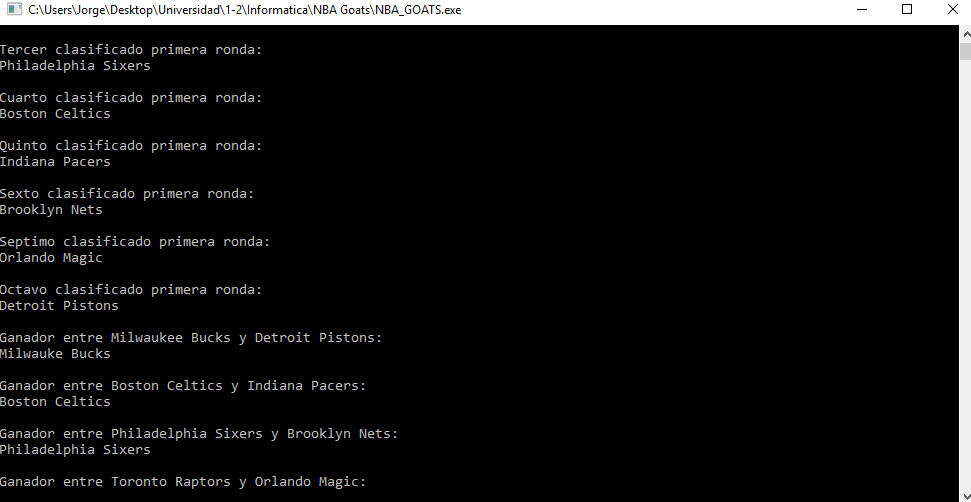 C:\Users\Jorge\Desktop\Universidad\1-2\Informatica\NBA Goats\NBA_GOATS.exe
Tercer clasificado primera ronda:
Philadelphia Sixers
Cuarto clasificado primera ronda:
Boston Celtics
Quinto clasificado primera ronda:
Indiana Pacers
Sexto clasificado primera ronda:
Brooklyn Nets
Septimo clasificado primera ronda:
Orlando Magic
Octavo clasificado primera ronda:
Detroit Pistons
Ganador entre Milwaukee Bucks y Detroit Pistons:
Milwauke Bucks
Ganador entre Boston Celtics y Indiana Pacers:
Boston Celtics
Ganador entre Philadelphia Sixers y Brooklyn Nets:
Philadelphia Sixers
Ganador entre Toronto Raptors y Orlando Magic: